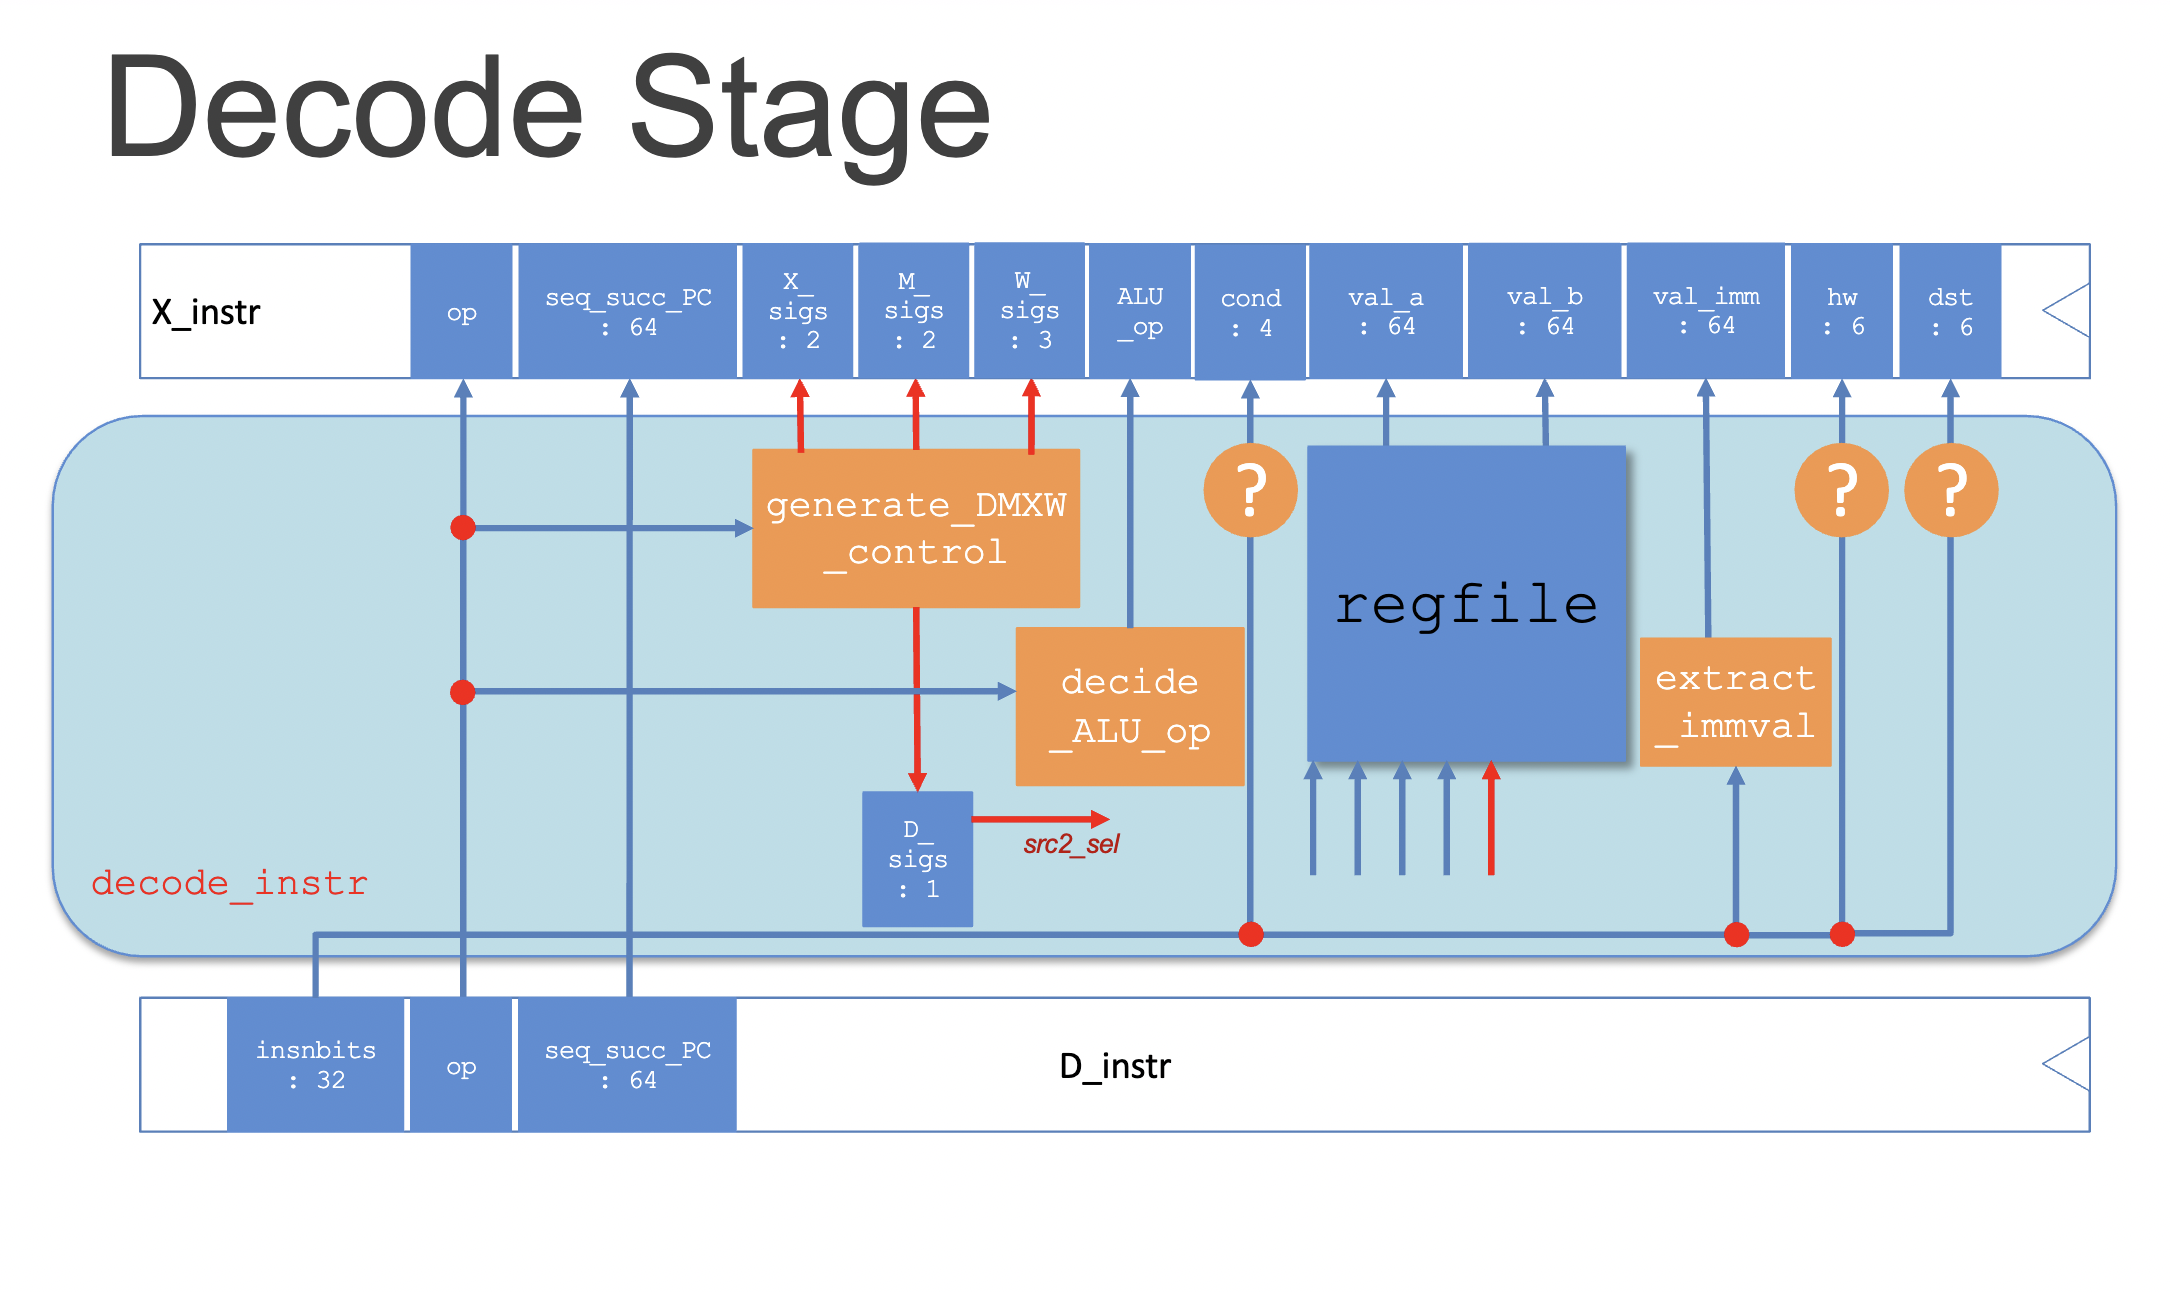 Decode Stage
X_instr
op
seq_succ_PC
: 64
X_
sigs
: 2
M_
sigs
: 2
W_
sigs
: 3
ALU
_op
cond
: 4
val_a
: 64
val_b
: 64
val_imm
: 64
hw
: 6
dst
: 6
generate_DMXW
_control
?
regfile
?
?
decide
_ALU_op
extract
_immval
D_
sigs
: 1
src2_sel
decode_instr
insnbits
: 32
op
seq_succ_PC
: 64
D_instr